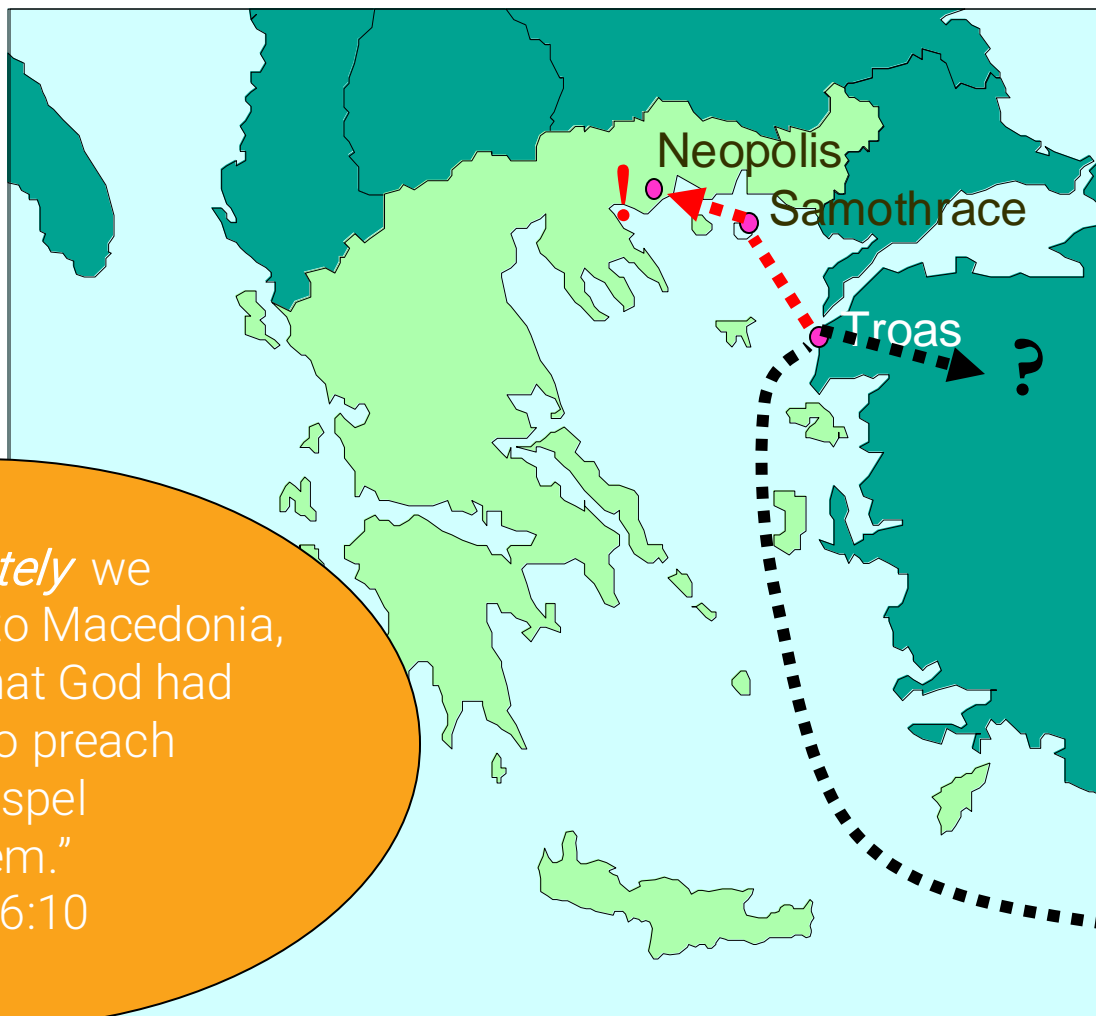 Neopolis
!
Samothrace
Troas
?
tely we
o Macedonia,
hat God had
o preach
spel
em.”
6:10